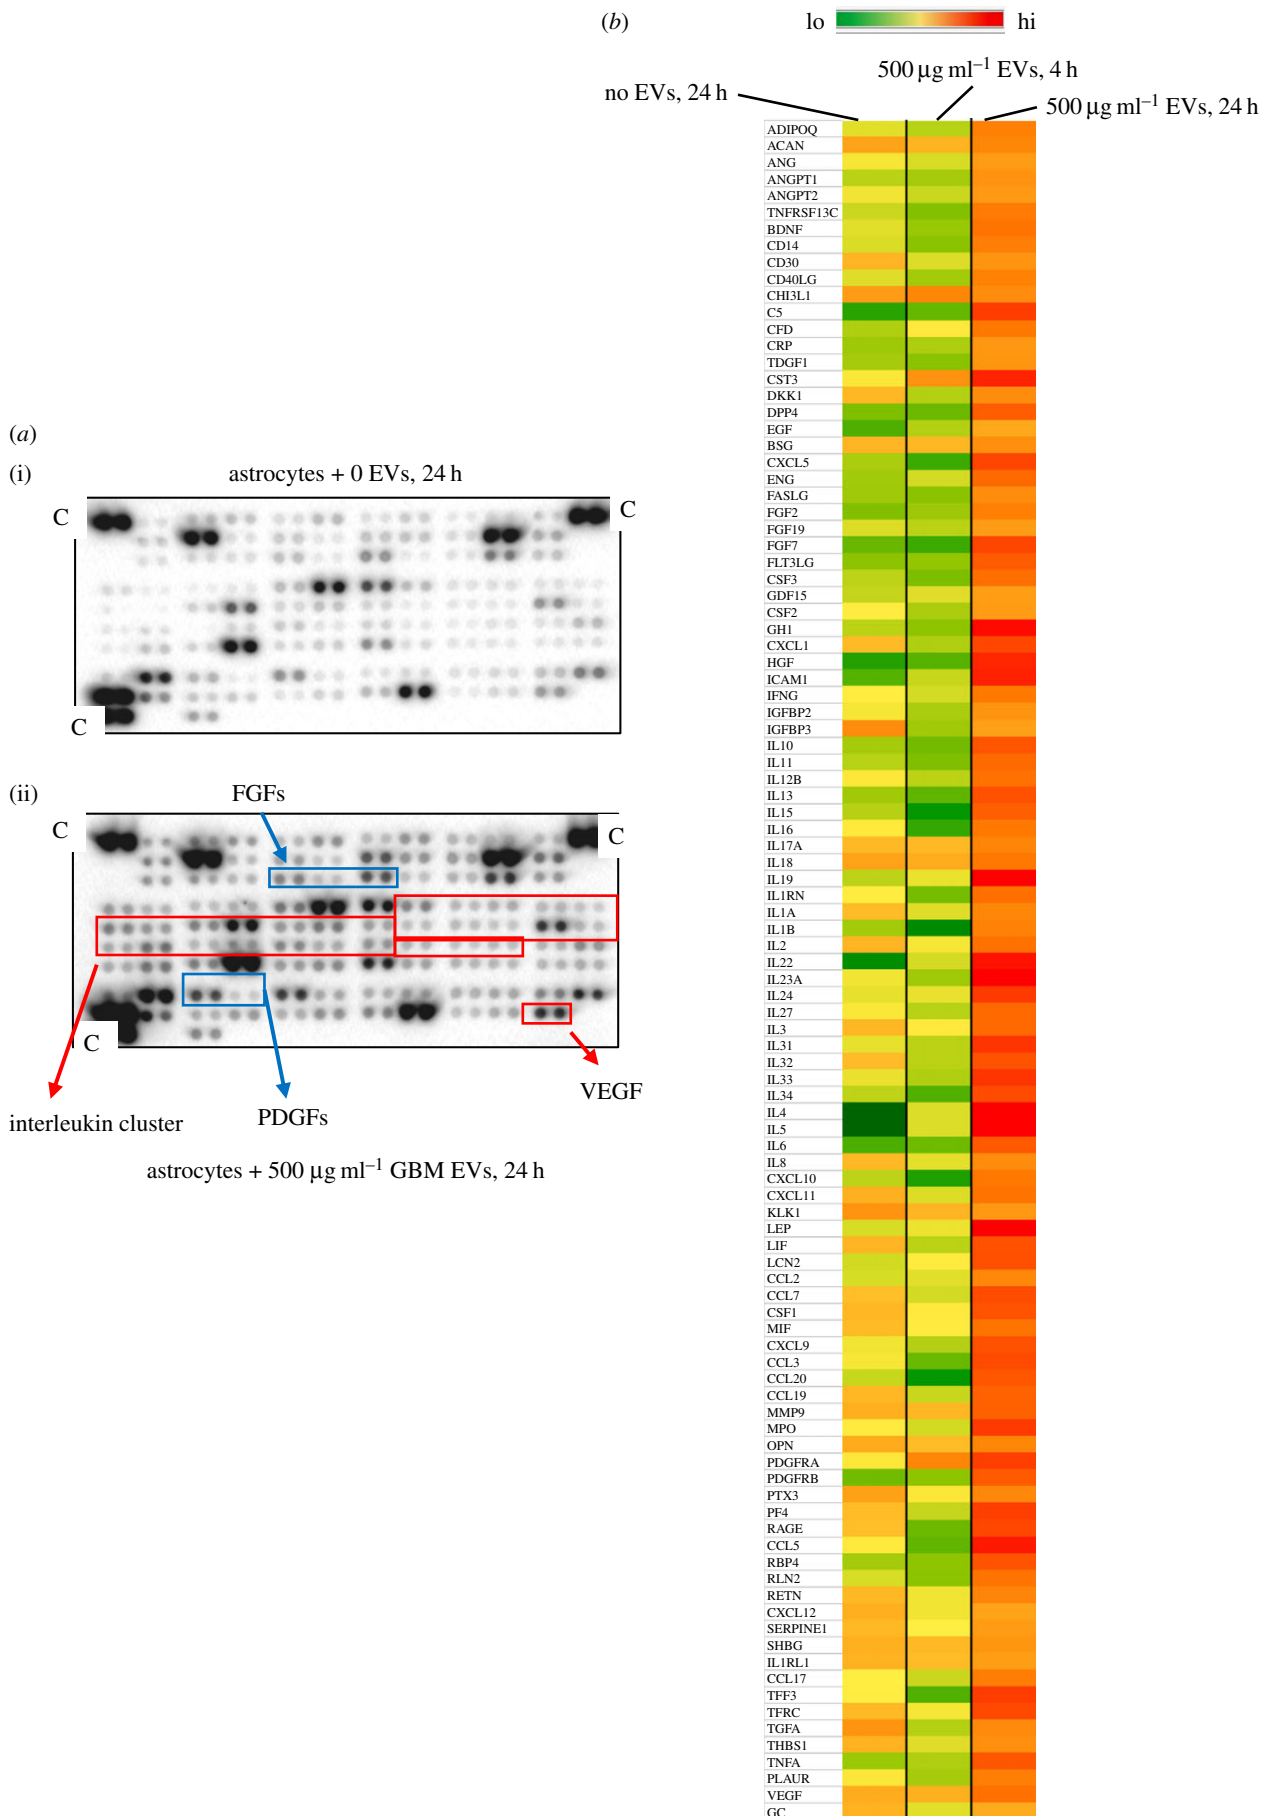 (a)
(i) astrocytes + 0 EVs, 24 h
C
C
C
(ii) FGFs
C
C
C
interleukin cluster
PDGFs
VEGF
astrocytes + 500 µg ml–1 GBM EVs, 24 h
(b) lo hi
no EVs, 24 h
500 µg ml–1 EVs, 4 h
500 µg ml–1 EVs, 24 h
ADIPOQ
ACAN
ANG
ANGPT1
ANGPT2
TNFRSF13C
BDNF
CD14
CD30
CD40LG
CHI3L1
C5
CFD
CRP
TDGF1
CST3
DKK1
DPP4
EGF
BSG
CXCL5
ENG
FASLG
FGF2
FGF19
FGF7
FLT3LG
CSF3
GDF15
CSF2
GH1
CXCL1
HGF
ICAM1
IFNG
IGFBP2
IGFBP3
IL10
IL11
IL12B
IL13
IL15
IL16
IL17A
IL18
IL19
IL1RN
IL1A
IL1B
IL2
IL22
IL23A
IL24
IL27
IL3
IL31
IL32
IL33
IL34
IL4
IL5
IL6
IL8
CXCL10
CXCL11
KLK1
LEP
LIF
LCN2
CCL2
CCL7
CSF1
MIF
CXCL9
CCL3
CCL20
CCL19
MMP9
MPO
OPN
PDGFRA
PDGFRB
PTX3
PF4
RAGE
CCL5
RBP4
RLN2
RETN
CXCL12
SERPINE1
SHBG
IL1RL1
CCL17
TFF3
TFRC
TGFA
THBS1
TNFA
PLAUR
VEGF
GC